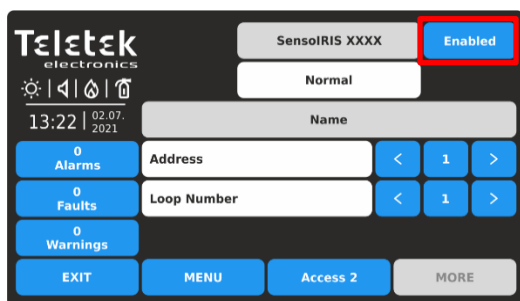 Teletek
electronics
13:22 | 02.07.
2021
SensoIRIS XXXX
Enabled
Normal
Name
0
Alarms
Address
<
1
>
0
Faults
Loop Number
<
1
>
0
Warnings
EXIT
MENU
Access 2
MORE